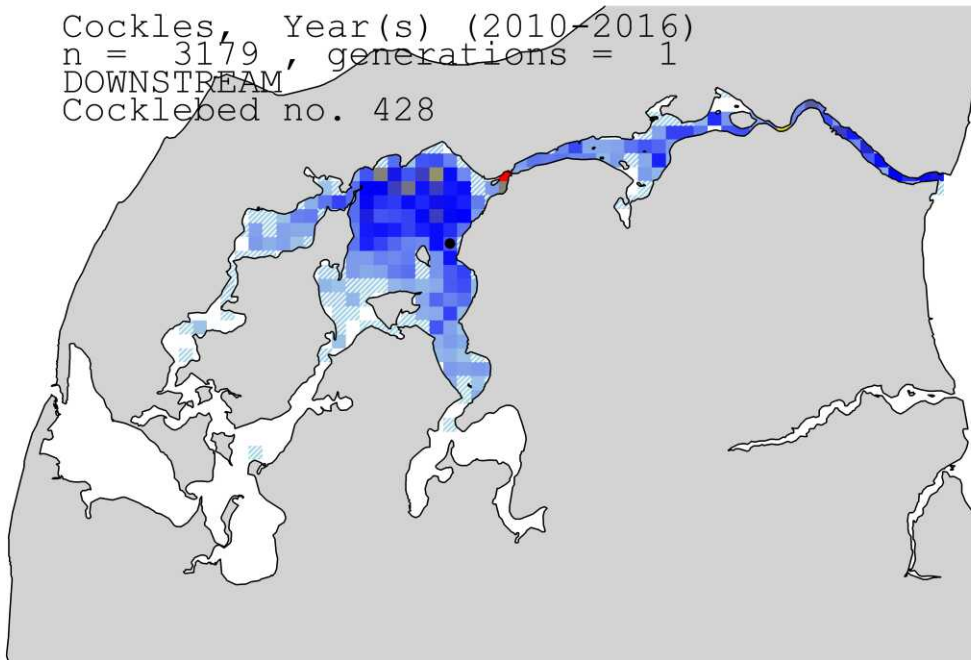 Cockles, Year(s) (2010-2016)
n = 3179 , generations = 1
DOWNSTREAM
Cocklebed no. 428